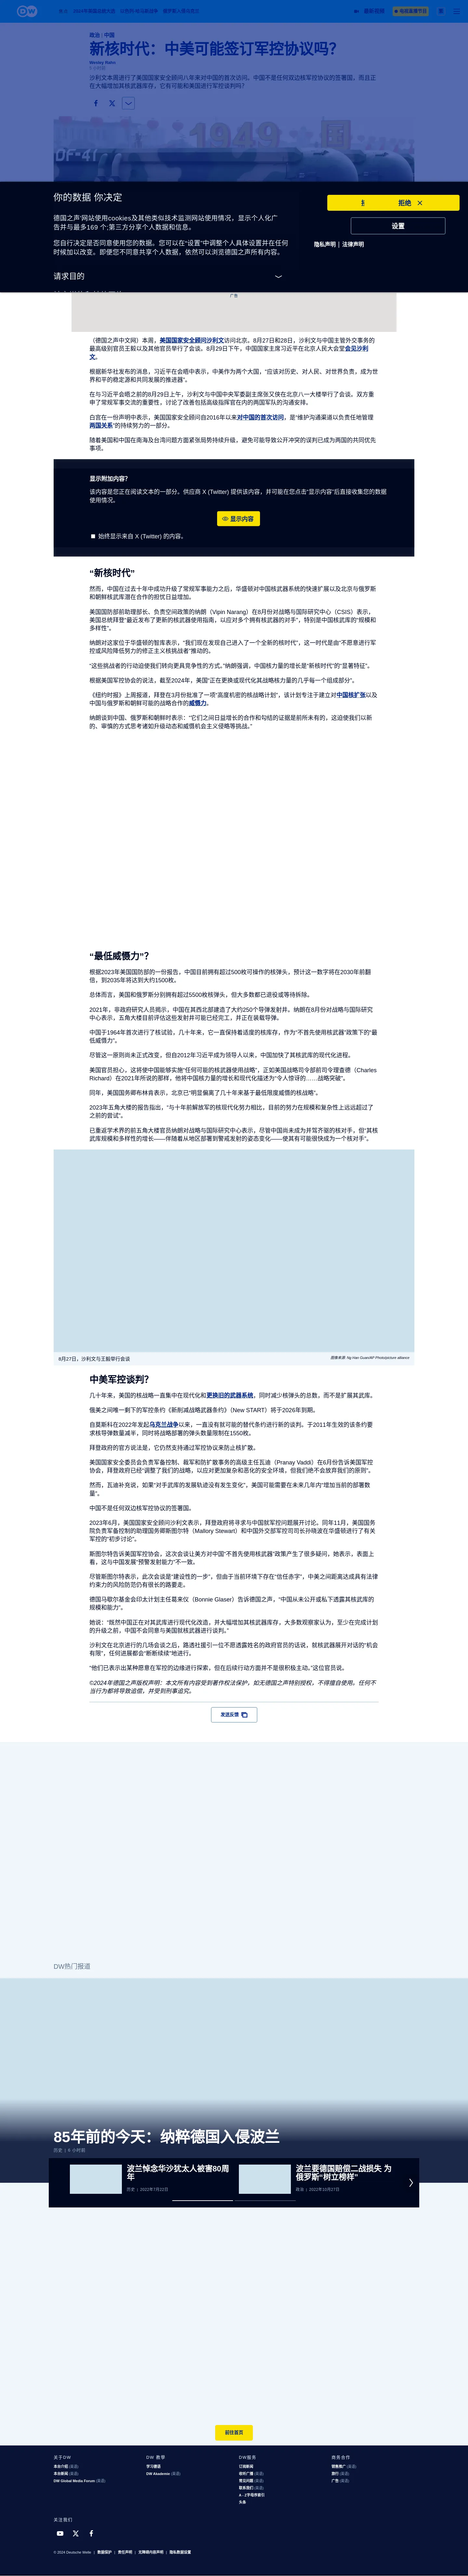 DW
政治 | 中国
新核时代：中美可能签订军控协议吗？
Wesley Rahn
6 小时前
沙利文本周进行了美国国家安全顾问八年来对中国的首次访问。中国不是任何双边核军控协议的签署国，而且正
在大幅增加其核武器库存，它有可能和美国进行军控谈判吗？
1949
DF-41
你的数据 你决定
德国之声'网站使用cookies及其他类似技术监测网站使用情况，显示个人化广
告并与最多169 个;第三方分享个人数据和信息。
您自行决定是否同意使用您的数据。您可以在"设置"中调整个人具体设置并在任何
时候加以改变。即便您不同意共享个人数据，依然可以浏览德国之声所有内容。
请求目的
拒绝
设置
隐私声明 | 法律声明
广告
（德国之声中文网）本周，美国国家安全顾问沙利文访问北京。8月27日和28日，沙利文与中国主管外交事务的
最高级别官员王毅以及其他官员举行了会谈。8月29日下午，中国国家主席习近平在北京人民大会堂会见沙利
文。
根据新华社发布的消息，习近平在会晤中表示，中美作为两个大国，"应该对历史、对人民、对世界负责，成为世
界和平的稳定源和共同发展的推进器"。
在与习近平会晤之前的8月29日上午，沙利文与中国中央军委副主席张又侠在北京八一大楼举行了会谈。双方重
申了常规军事交流的重要性，讨论了改善包括高级指挥官在内的两国军队的沟通安排。
白宫在一份声明中表示，美国国家安全顾问自2016年以来对中国的首次访问，是"维护沟通渠道以负责任地管理
两国关系"的持续努力的一部分。
随着美国和中国在南海及台湾问题方面紧张局势持续升级，避免可能导致公开冲突的误判已成为两国的共同优先
事项。
显示附加内容？
该内容是您正在阅读文本的一部分。供应商 X (Twitter) 提供该内容，并可能在您点击"显示内容"后直接收集您的数据
使用情况。
显示内容
始终显示来自 X (Twitter) 的内容。
"新核时代"
然而，中国在过去十年中成功升级了常规军事能力之后，华盛顿对中国核武器系统的快速扩展以及北京与俄罗斯
和朝鲜核武库潜在合作的担忧日益增加。
美国国防部前助理部长、负责空间政策的纳朗（Vipin Narang）在8月份对战略与国际研究中心（CSIS）表示，
美国总统拜登"最近发布了更新的核武器使用指南，以应对多个拥有核武器的对手"，特别是中国核武库的"规模和
多样性"。
纳朗对这家位于华盛顿的智库表示，"我们现在发现自己进入了一个全新的核时代"，这一时代是由"不愿意进行军
控或风险降低努力的修正主义核挑战者"推动的。
"这些挑战者的行动迫使我们转向更具竞争性的方式。"纳朗强调，中国核力量的增长是"新核时代"的"显著特征"。
根据美国军控协会的说法，截至2024年，美国"正在更换或现代化其战略核力量的几乎每一个组成部分"。
《纽约时报》上周报道，拜登在3月份批准了一项"高度机密的核战略计划"，该计划专注于建立对中国核扩张以及
中国与俄罗斯和朝鲜可能的战略合作的威慑力。
纳朗谈到中国、俄罗斯和朝鲜时表示："它们之间日益增长的合作和勾结的证据是前所未有的，这迫使我们以新
的、审慎的方式思考诸如升级动态和威慑机会主义侵略等挑战。"
"最低威慑力"？
根据2023年美国国防部的一份报告，中国目前拥有超过500枚可操作的核弹头，预计这一数字将在2030年前翻
倍，到2035年将达到大约1500枚。
总体而言，美国和俄罗斯分别拥有超过5500枚核弹头，但大多数都已退役或等待拆除。
2021年，非政府研究人员揭示，中国在其西北部建造了大约250个导弹发射井。纳朗在8月份对战略与国际研究
中心表示，五角大楼目前评估这些发射井可能已经完工，并正在装载导弹。
中国于1964年首次进行了核试验，几十年来，它一直保持着适度的核库存，作为"不首先使用核武器"政策下的"最
低威慑力"。
尽管这一原则尚未正式改变，但自2012年习近平成为领导人以来，中国加快了其核武库的现代化进程。
美国官员担心，这将使中国能够实施"任何可能的核武器使用战略"，正如美国战略司令部前司令理查德（Charles
Richard）在2021年所说的那样，他将中国核力量的增长和现代化描述为"令人惊讶的……战略突破"。
同年，美国国务卿布林肯表示，北京已"明显偏离了几十年来基于最低限度威慑的核战略"。
2023年五角大楼的报告指出，"与十年前解放军的核现代化努力相比，目前的努力在规模和复杂性上远远超过了
之前的尝试"。
已重返学术界的前五角大楼官员纳朗对战略与国际研究中心表示，尽管中国尚未成为并驾齐驱的核对手，但"其核
武库规模和多样性的增长——伴随着从地区部署到警戒发射的姿态变化——使其有可能很快成为一个核对手"。
8月27日，沙利文与王毅举行会谈
图像来源: Ng Han Guan/AP Photo/picture alliance
中美军控谈判？
几十年来，美国的核战略一直集中在现代化和更换旧的武器系统，同时减少核弹头的总数，而不是扩展其武库。
俄美之间唯一剩下的军控条约《新削减战略武器条约》（New START）将于2026年到期。
自莫斯科在2022年发起乌克兰战争以来，一直没有就可能的替代条约进行新的谈判。于2011年生效的该条约要
求核导弹数量减半，同时将战略部署的弹头数量限制在1550枚。
拜登政府的官方说法是，它仍然支持通过军控协议来防止核扩散。
美国国家安全委员会负责军备控制、裁军和防扩散事务的高级主任瓦迪（Pranay Vaddi）在6月份告诉美国军控
协会，拜登政府已经"调整了我们的战略，以应对更加复杂和恶化的安全环境，但我们绝不会放弃我们的原则"。
然而，瓦迪补充说，如果"对手武库的发展轨迹没有发生变化"，美国可能需要在未来几年内"增加当前的部署数
量"。
中国不是任何双边核军控协议的签署国。
2023年6月，美国国家安全顾问沙利文表示，拜登政府将寻求与中国就军控问题展开讨论。同年11月，美国国务
院负责军备控制的助理国务卿斯图尔特（Mallory Stewart）和中国外交部军控司司长孙晓波在华盛顿进行了有关
军控的"初步讨论"。
斯图尔特告诉美国军控协会，这次会谈让美方对中国"不首先使用核武器"政策产生了很多疑问，她表示，表面上
看，这与中国发展"预警发射能力"不一致。
尽管斯图尔特表示，此次会谈是"建设性的一步"，但由于当前环境下存在"信任赤字"，中美之间距离达成具有法律
约束力的风险防范仍有很长的路要走。
德国马歇尔基金会印太计划主任葛来仪（Bonnie Glaser）告诉德国之声，"中国从未公开或私下透露其核武库的
规模和能力"。
她说："既然中国正在对其武库进行现代化改造，并大幅增加其核武器库存，大多数观察家认为，至少在完成计划
的升级之前，中国不会同意与美国就核武器进行谈判。"
沙利文在北京进行的几场会谈之后，路透社援引一位不愿透露姓名的政府官员的话说，就核武器展开对话的"机会
有限"，任何进展都会"断断续续"地进行。
"他们已表示出某种愿意在军控的边缘进行探索，但在后续行动方面并不是很积极主动。"这位官员说。
©2024年德国之声版权声明：本文所有内容受到著作权法保护，如无德国之声特别授权，不得擅自使用。任何不
当行为都将导致追偿，并受到刑事追究。
发送反馈
DW热门报道
85年前的今天：纳粹德国入侵波兰
历史 | 6 小时前
波兰悼念华沙犹太人被害80周
年
历史 | 2022年7月22日
波兰要德国赔偿二战损失 为
俄罗斯"树立榜样"
政治 | 2022年10月27日
前往首页
关于DW
本台介绍 (英语)
本台新闻 (英语)
DW Global Media Forum (英语)
DW 教学
学习德语
DW Akademie (英语)
DW服务
订阅新闻
收听广播 (英语)
常见问题 (英语)
联系我们 (英语)
A - Z字母序索引
头条
商务合作
销售推广 (英语)
旅行 (英语)
广告 (英语)
关注我们
© 2024 Deutsche Welle | 数据保护 | 责任声明 | 无障碍功能声明 | 隐私数据设置